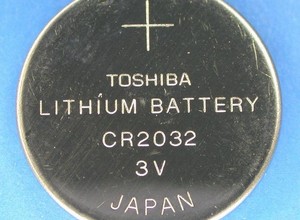 +
TOSHIBA
LITHIUM BATTERY
CR2032
3V
JAPAN